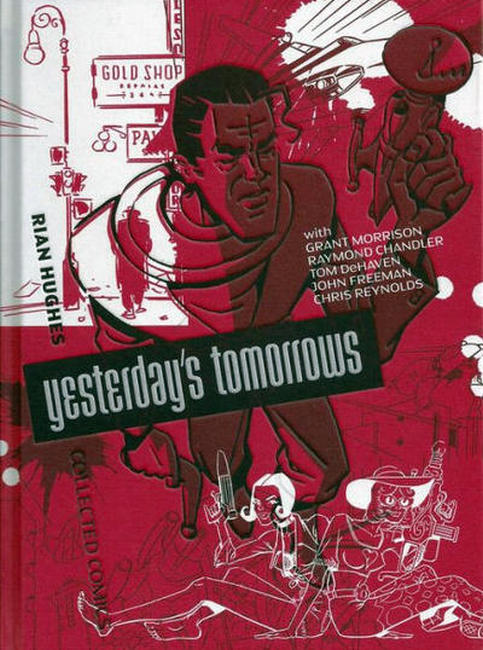 GOLD SHOP
DEPUIS
with
GRANT MORRISON
RAYMOND CHANDLER
TOM DeHAVEN
JOHN FREEMAN
CHRIS REYNOLDS
RIAN HUGHES
yesterday's tomorrows
COLLECTED COMICS